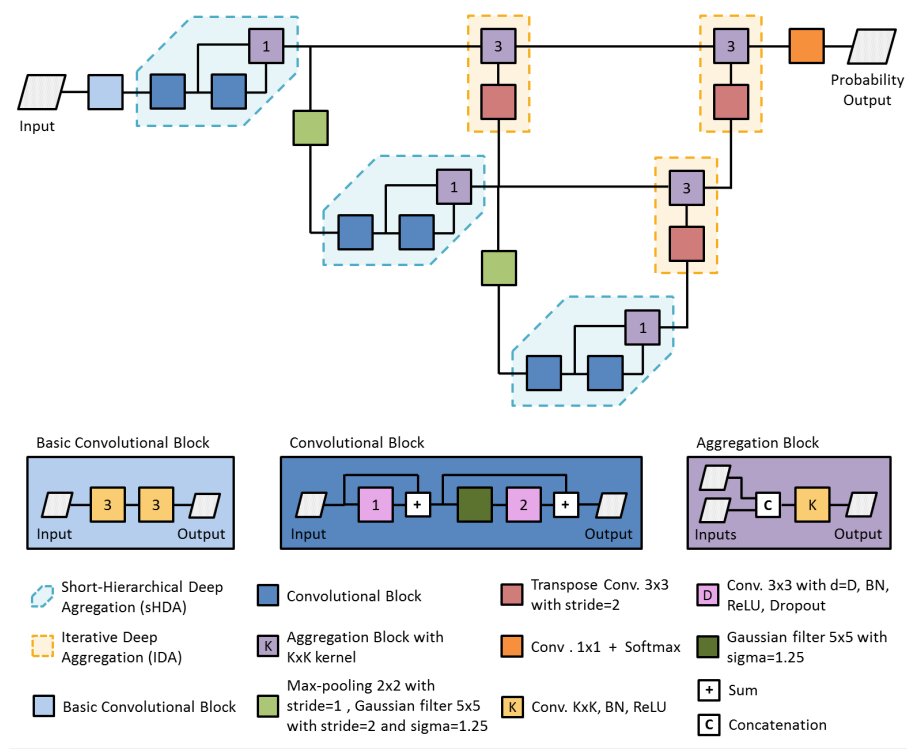 1
3
3
Input
Probability
Output
1
3
1
Basic Convolutional Block
Convolutional Block
Aggregation Block
3 3
Input Output
1 + 2 +
Input Output
C K
Inputs Output
Short-Hierarchical Deep
Agregation (sHDA)
Convolutional Block
Transpose Conv. 3x3
with stride=2
D
Conv. 3x3 with d=D, BN,
ReLU, Dropout
Iterative Deep
Aggregation (IDA)
K
Aggregation Block with
KxK kernel
Conv . 1x1 + Softmax
Gaussian filter 5x5 with
sigma=1.25
Basic Convolutional Block
Max-pooling 2x2 with
stride=1 , Gaussian filter 5x5
with stride=2 and sigma=1.25
K
Conv. KxK, BN, ReLU
+
Sum
C
Concatenation